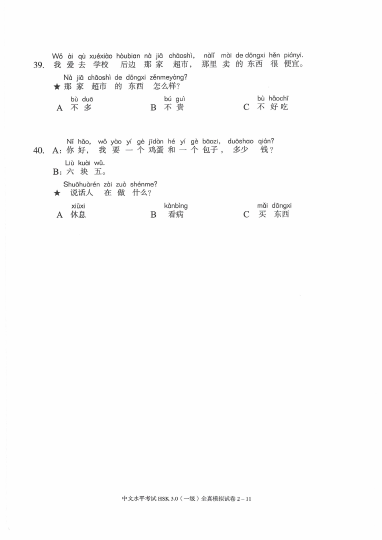 Wǒ ài qù xuéxiào hòubian nà jiā chāoshì, nàlǐ mài de dōngxi hěn piányi.
39. 我 爱 去 学校 后边 那 家 超市， 那里 卖 的 东西 很 便宜。
Nà jiā chāoshì de dōngxi zěnmeyàng?
★ 那 家 超市 的 东西 怎么样？
bù duō bú guì bù hǎochī
A 不 多 B 不 贵 C 不 好吃
Nǐ hǎo, wǒ yào yí gè jīdàn hé yí gè bāozi, duōshao qián?
40. A：你 好， 我 要 一 个 鸡蛋 和 一 个 包子， 多少 钱？
Liù kuài wǔ.
B：六 块 五。
Shuōhuàrén zài zuò shénme?
★ 说话人 在 做 什么？
xiūxi kànbìng mǎi dōngxi
A 休息 B 看病 C 买 东西
中文水平考试 HSK 3.0（一级）全真模拟试卷 2－11